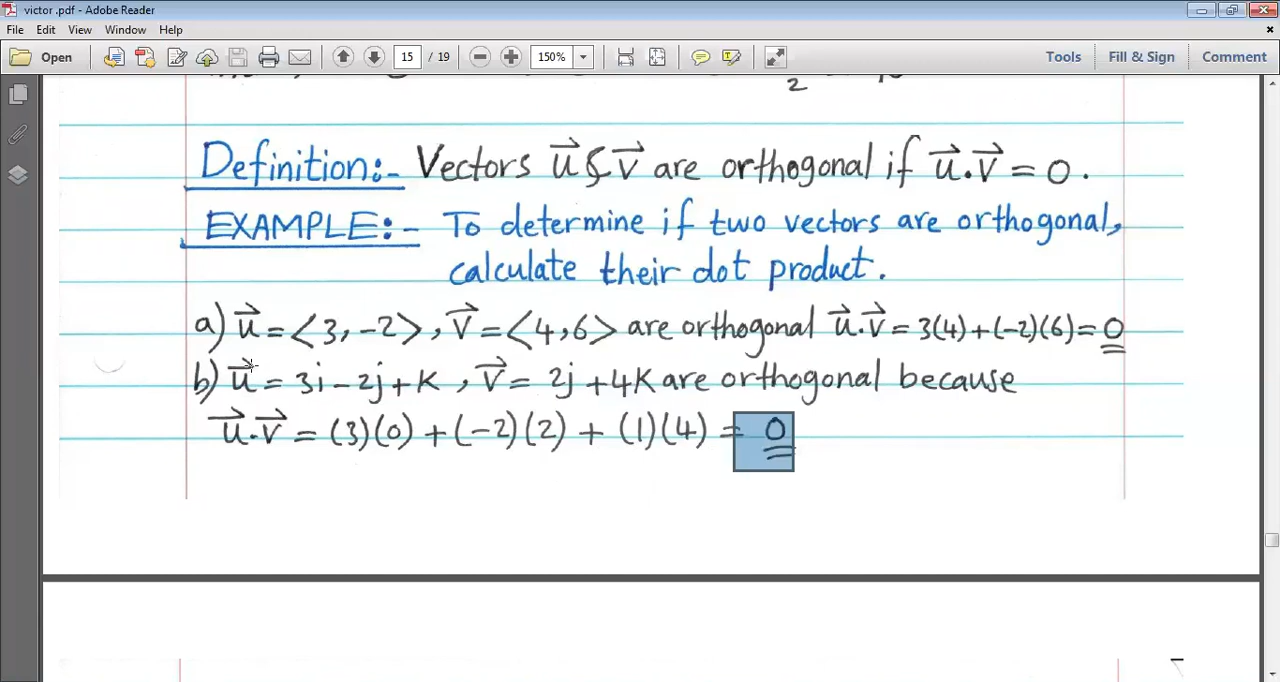 victor .pdf - Adobe Reader
File Edit View Window Help
Open 15 / 19 150% Tools Fill & Sign Comment
2
Definition:- Vectors u⃗ & v⃗ are orthogonal if u⃗.v⃗ = 0.
EXAMPLE:- To determine if two vectors are orthogonal,
calculate their dot product.
a) u⃗ = <3, -2>, v⃗ = <4,6> are orthogonal u⃗.v⃗ = 3(4)+(-2)(6)= 0
b) u⃗ = 3i - 2j + K , v⃗ = 2j + 4K are orthogonal because
u⃗.v⃗ = (3)(0) + (-2)(2) + (1)(4) = 0